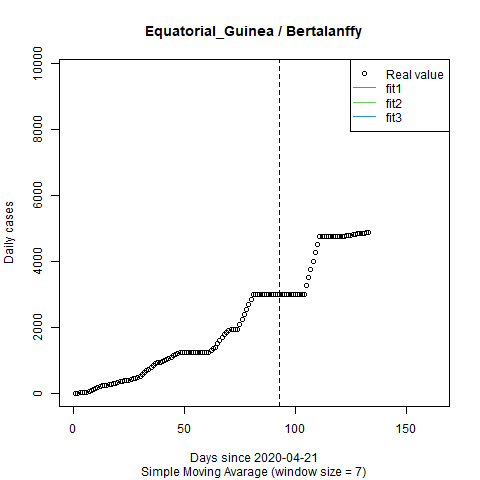 Equatorial_Guinea / Bertalanffy
Real value
fit1
fit2
fit3
Daily cases
10000
8000
6000
4000
2000
0
0 50 100 150
Days since 2020-04-21
Simple Moving Avarage (window size = 7)